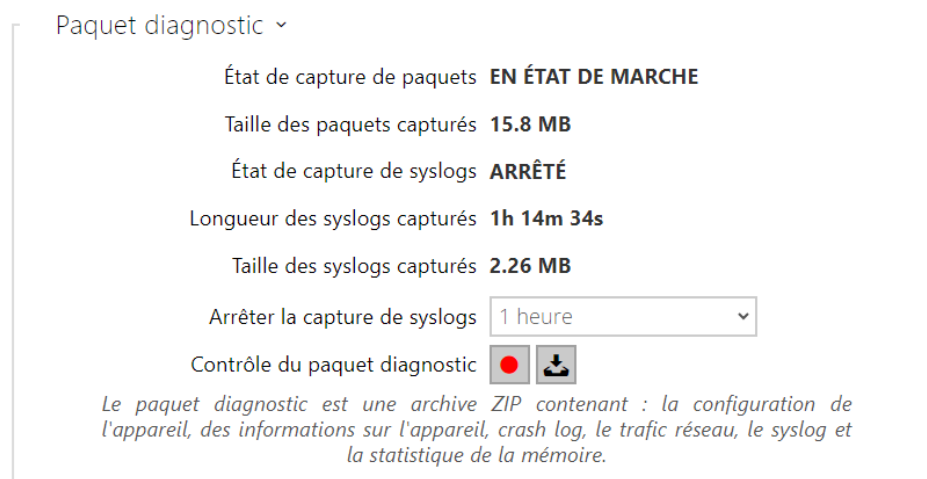 Paquet diagnostic
État de capture de paquets EN ÉTAT DE MARCHE
Taille des paquets capturés 15.8 MB
État de capture de syslogs ARRÊTÉ
Longueur des syslogs capturés 1h 14m 34s
Taille des syslogs capturés 2.26 MB
Arrêter la capture de syslogs 1 heure
Contrôle du paquet diagnostic
Le paquet diagnostic est une archive ZIP contenant : la configuration de
l'appareil, des informations sur l'appareil, crash log, le trafic réseau, le syslog et
la statistique de la mémoire.